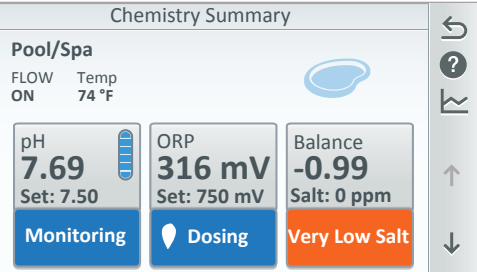 Chemistry Summary
Pool/Spa
FLOW Temp
ON 74 °F
pH
7.69
Set: 7.50
Monitoring
ORP
316 mV
Set: 750 mV
Dosing
Balance
-0.99
Salt: 0 ppm
Very Low Salt
?